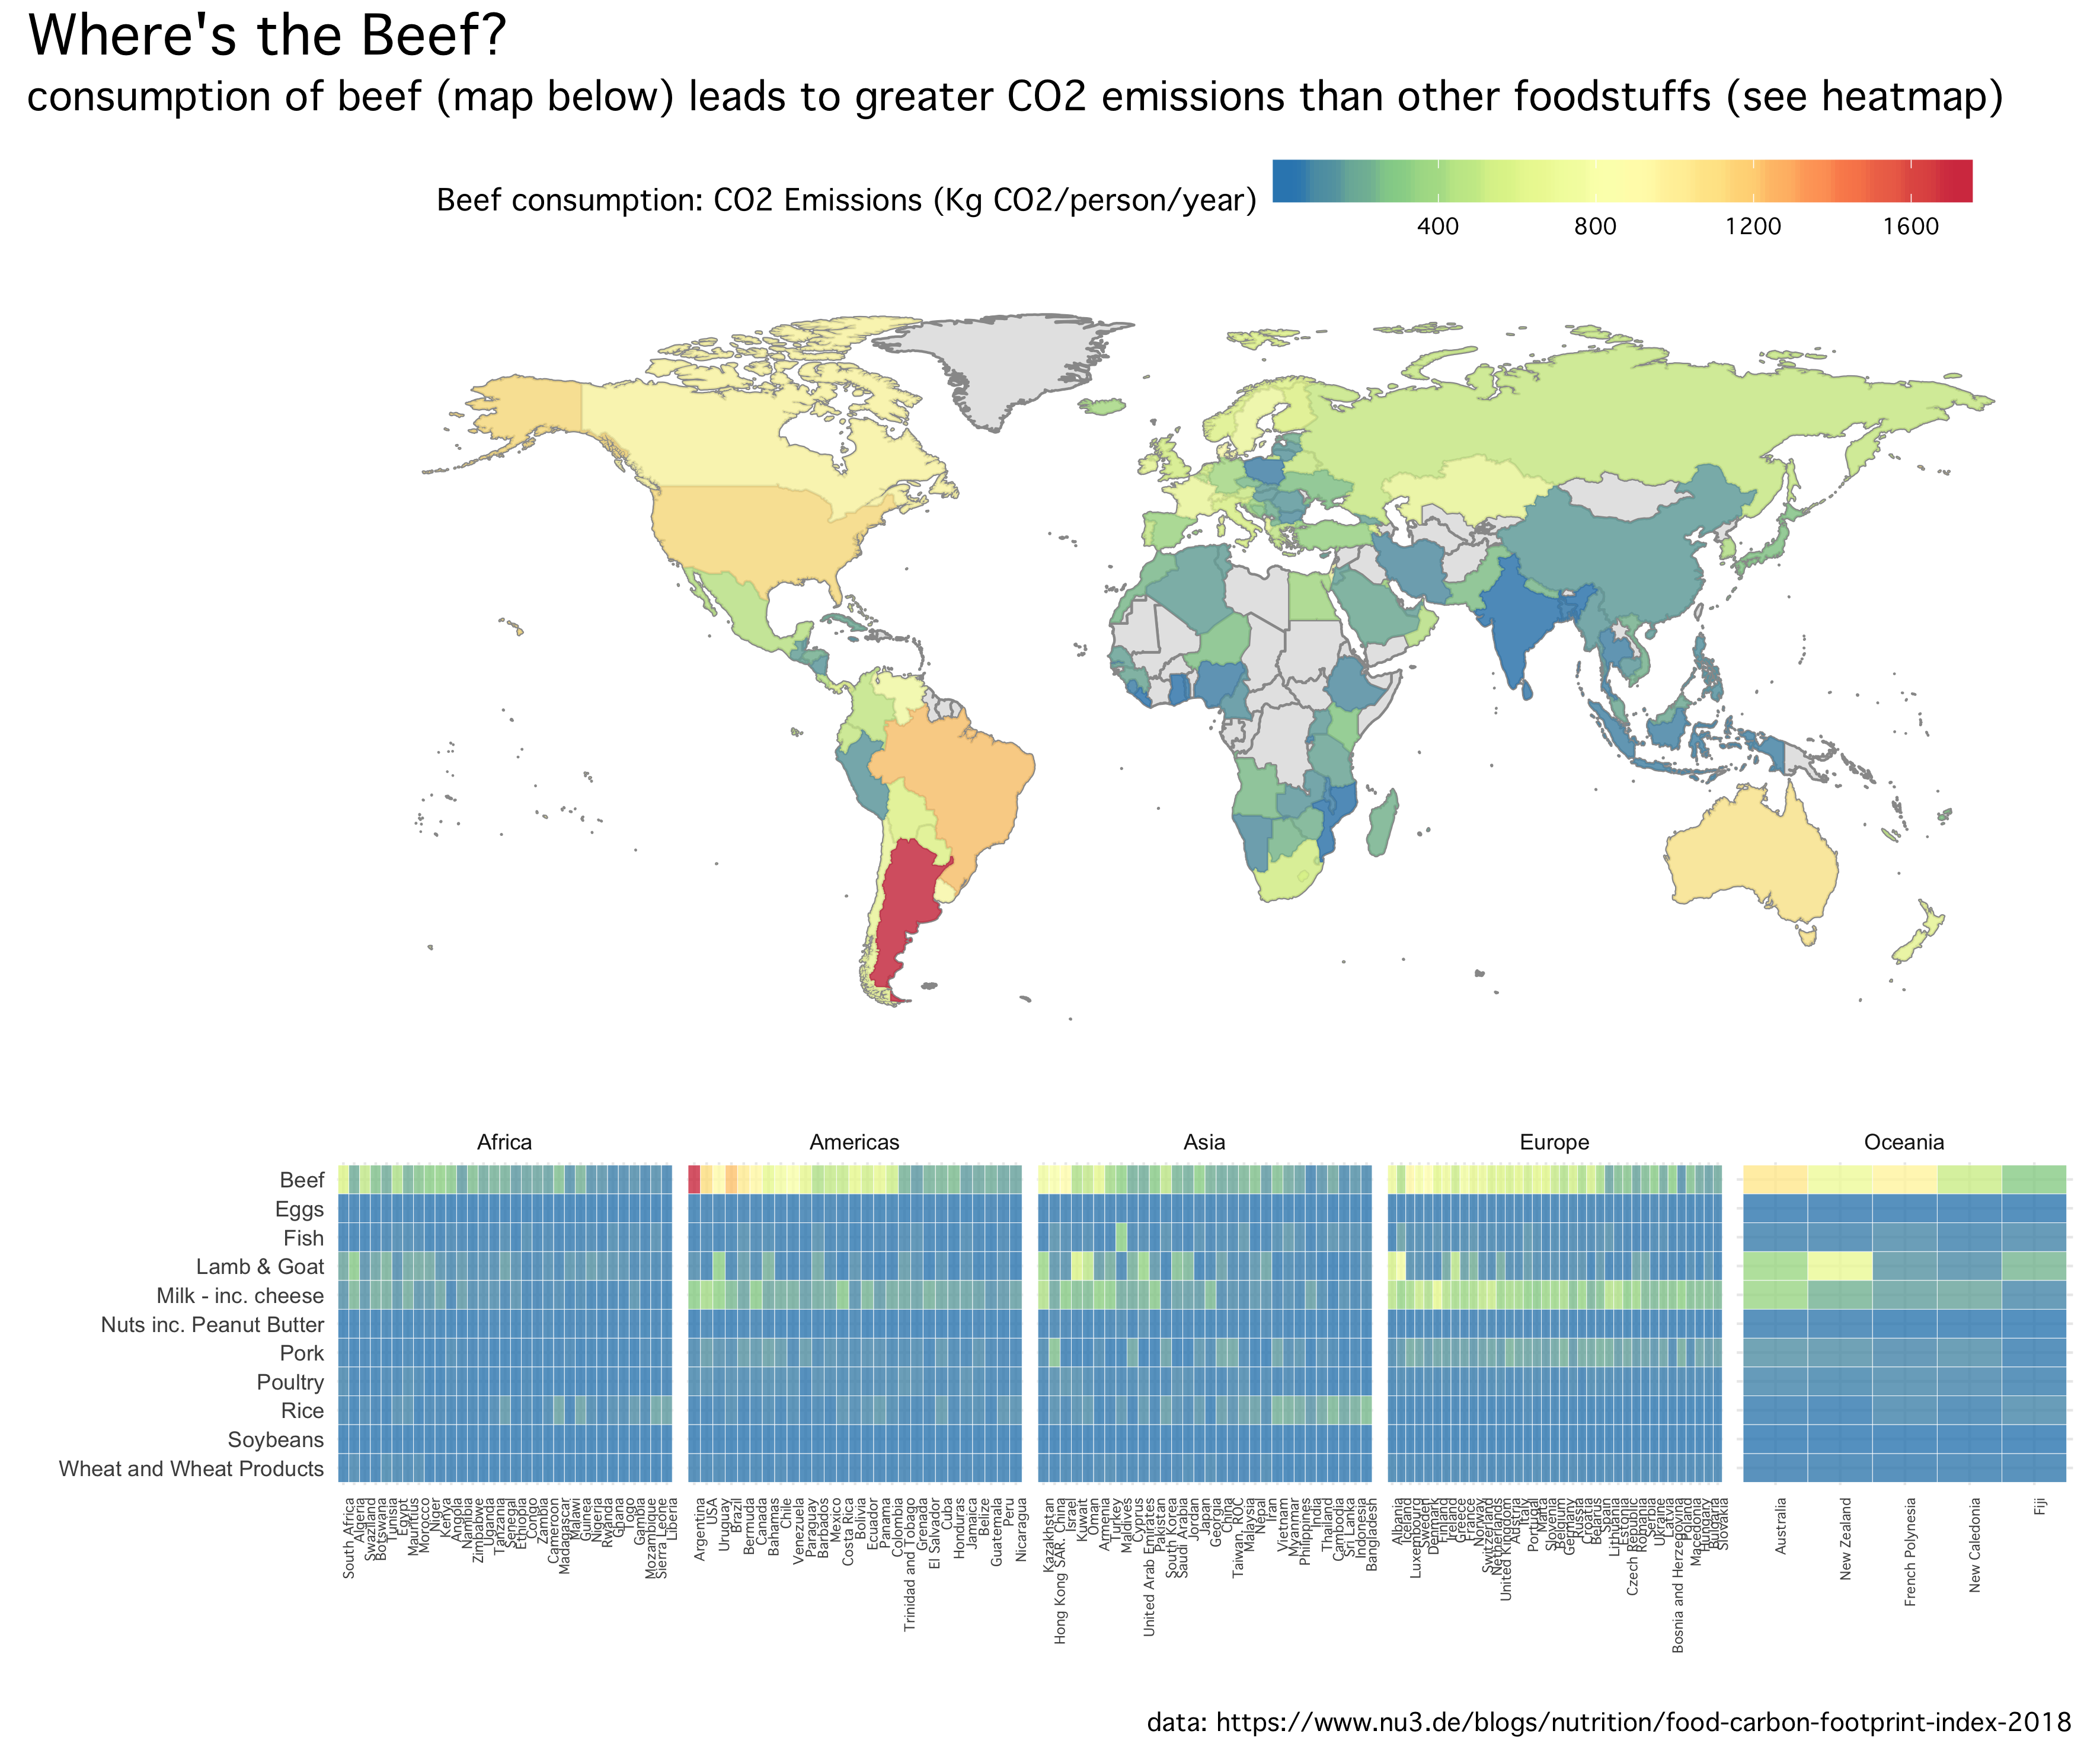 Where's the Beef?
consumption of beef (map below) leads to greater CO2 emissions than other foodstuffs (see heatmap)
Beef consumption: CO2 Emissions (Kg CO2/person/year)
400 800 1200 1600
Africa Americas Asia Europe Oceania
Beef
Eggs
Fish
Lamb & Goat
Milk - inc. cheese
Nuts inc. Peanut Butter
Pork
Poultry
Rice
Soybeans
Wheat and Wheat Products
South Africa
Algeria
Swaziland
Botswana
Tunisia
Egypt
Mauritius
Morocco
Niger
Kenya
Angola
Namibia
Zimbabwe
Uganda
Tanzania
Senegal
Ethiopia
Congo
Zambia
Cameroon
Madagascar
Malawi
Guinea
Nigeria
Rwanda
Ghana
Togo
Gambia
Mozambique
Sierra Leone
Liberia
Argentina
USA
Uruguay
Brazil
Bermuda
Canada
Bahamas
Chile
Venezuela
Paraguay
Barbados
Mexico
Costa Rica
Bolivia
Ecuador
Panama
Colombia
Trinidad and Tobago
Grenada
El Salvador
Cuba
Honduras
Jamaica
Belize
Guatemala
Peru
Nicaragua
Kazakhstan
Hong Kong SAR. China
Israel
Kuwait
Oman
Armenia
Turkey
Maldives
Cyprus
United Arab Emirates
Pakistan
South Korea
Saudi Arabia
Jordan
Japan
Georgia
China
Taiwan. ROC
Malaysia
Nepal
Iran
Vietnam
Myanmar
Philippines
India
Thailand
Cambodia
Sri Lanka
Indonesia
Bangladesh
Albania
Iceland
Luxembourg
Sweden
Denmark
Finland
Ireland
Greece
France
Norway
Switzerland
Netherlands
United Kingdom
Austria
Italy
Portugal
Malta
Slovenia
Belgium
Germany
Russia
Croatia
Belarus
Spain
Lithuania
Estonia
Czech Republic
Romania
Serbia
Ukraine
Latvia
Bosnia and Herzegovina
Poland
Macedonia
Hungary
Bulgaria
Slovakia
Australia
New Zealand
French Polynesia
New Caledonia
Fiji
data: https://www.nu3.de/blogs/nutrition/food-carbon-footprint-index-2018